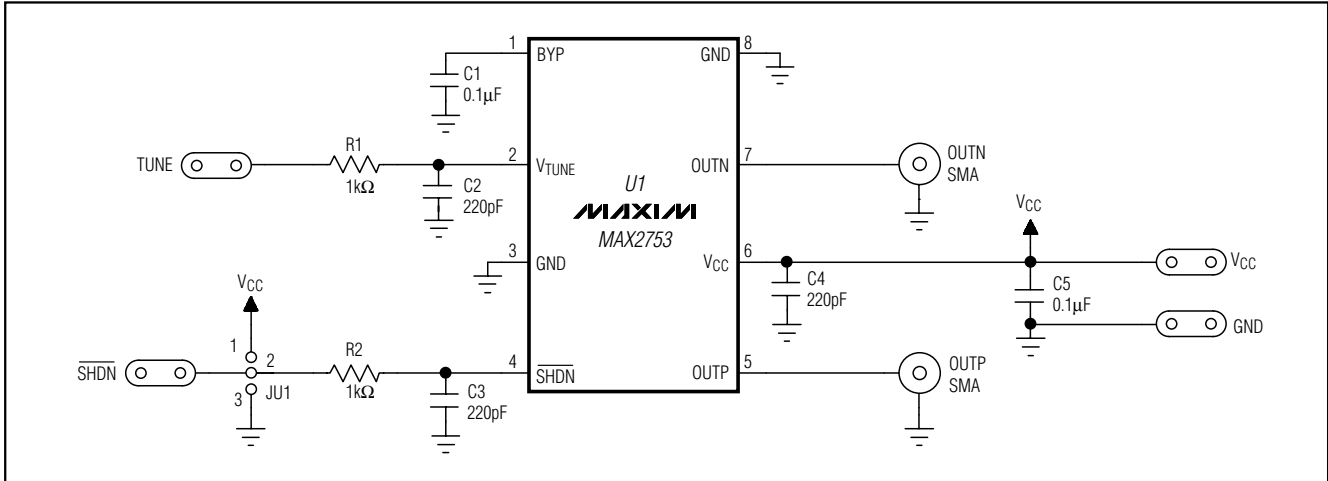 1
BYP
C1
0.1µF
TUNE
R1
1kΩ
2
VTUNE
C2
220pF
3
GND
VCC
1
2
3
JU1
SHDN
R2
1kΩ
4
SHDN
C3
220pF
U1
MAXIM
MAX2753
8
GND
7
OUTN
OUTN
SMA
6
VCC
C4
220pF
VCC
C5
0.1µF
VCC
GND
5
OUTP
OUTP
SMA